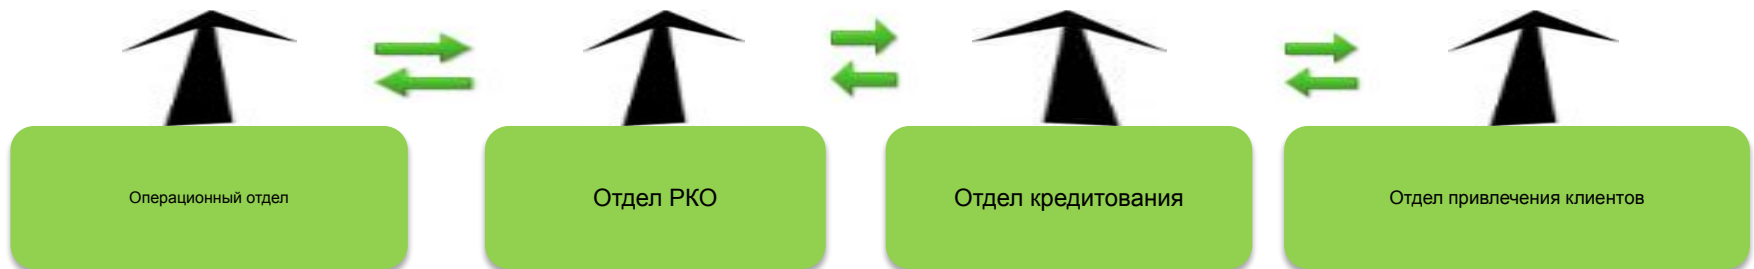 Операционный отдел
Отдел РКО
Отдел кредитования
Отдел привлечения клиентов